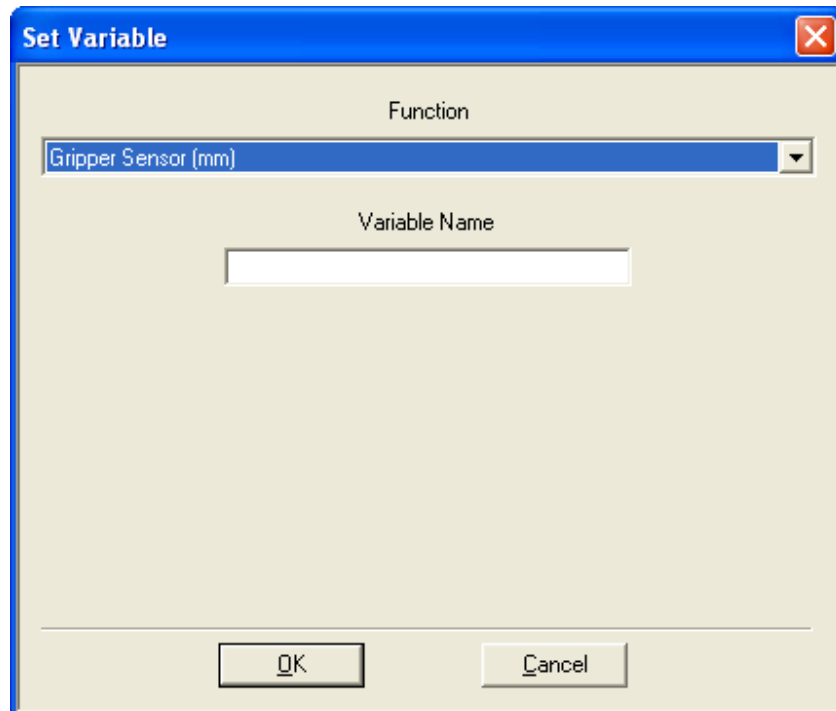 Set Variable
Function
Gripper Sensor (mm)
Variable Name
OK
Cancel